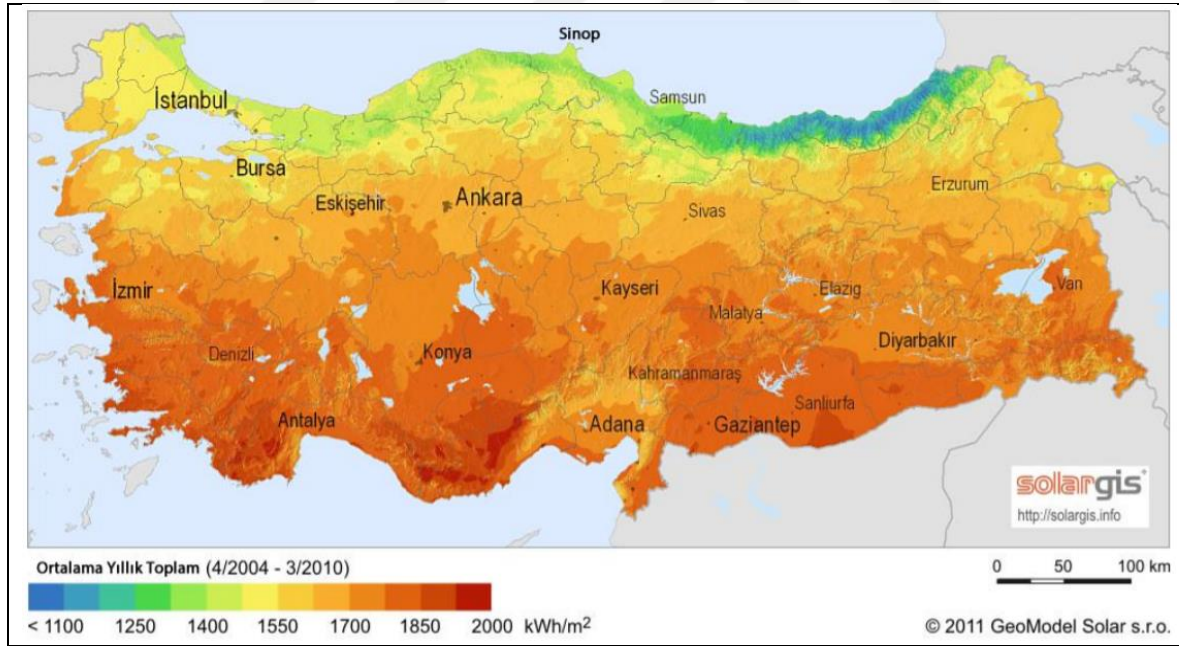 Sinop
İstanbul
Samsun
Bursa
Erzurum
Eskişehir
Ankara
Sivas
İzmir
Kayseri
Elazıg
Van
Malatya
Diyarbakır
Denizli
Konya
Kahramanmaraş
Sanlıurfa
Antalya
Adana
Gaziantep
solargis
http://solargis.info
Ortalama Yıllık Toplam (4/2004 - 3/2010)
0 50 100 km
< 1100 1250 1400 1550 1700 1850 2000 kWh/m2
© 2011 GeoModel Solar s.r.o.